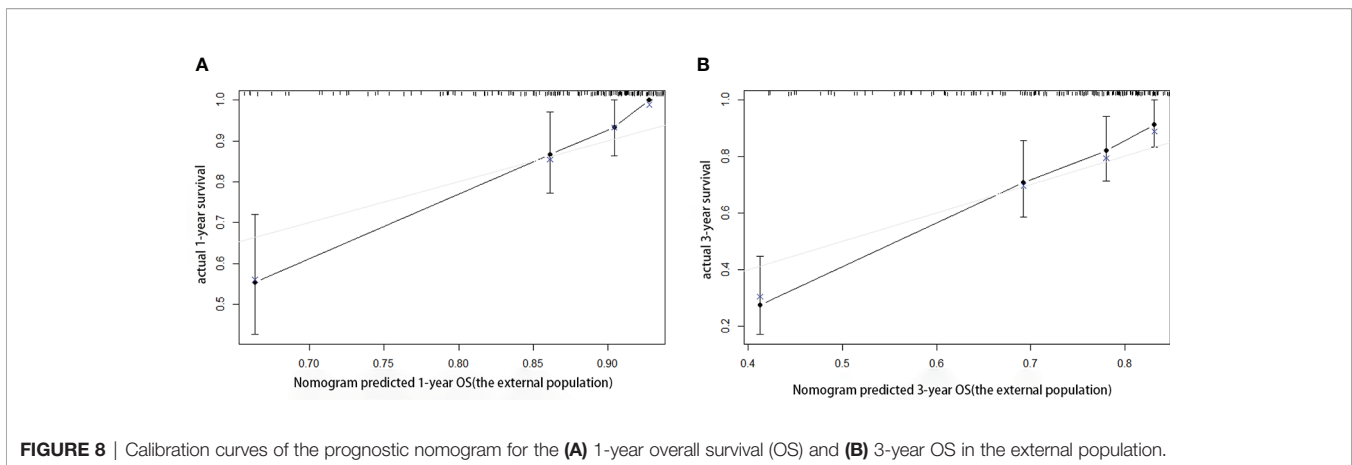 A
B
1.0
0.9
0.8
0.7
0.6
0.5
actual 1-year survival
0.70 0.75 0.80 0.85 0.90
Nomogram predicted 1-year OS(the external population)
1.0
0.8
0.6
0.4
0.2
actual 3-year survival
0.4 0.5 0.6 0.7 0.8
Nomogram predicted 3-year OS(the external population)
FIGURE 8 | Calibration curves of the prognostic nomogram for the (A) 1-year overall survival (OS) and (B) 3-year OS in the external population.